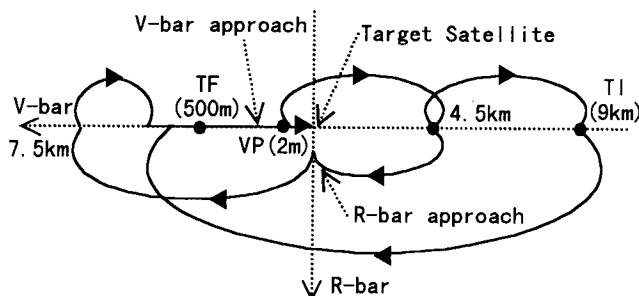 V-bar approach
Target Satellite
TF
(500m)
TI
(9km)
V-bar
4.5km
7.5km
VP(2m)
R-bar approach
R-bar